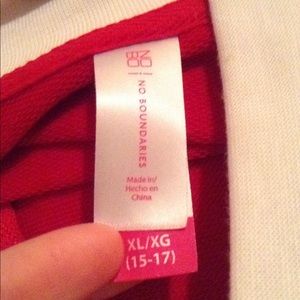 NO
BO
NO BOUNDARIES
Made in/
Hecho en
China
XL/XG
(15-17)